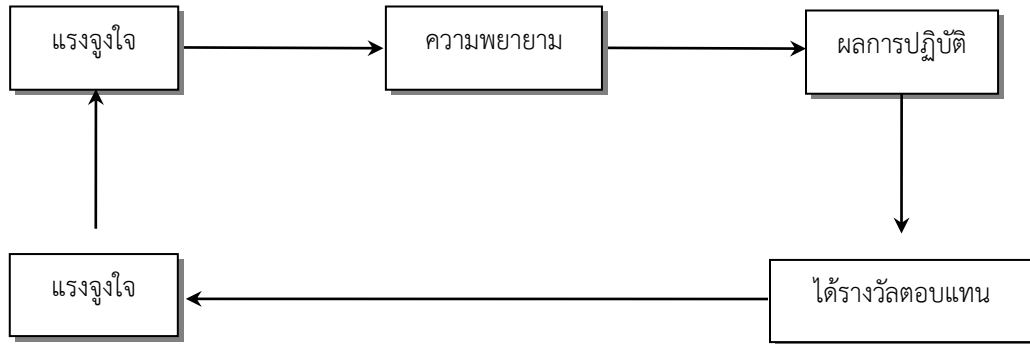 แรงจูงใจ
ความพยายาม
ผลการปฏิบัติ
แรงจูงใจ
ได้รางวัลตอบแทน